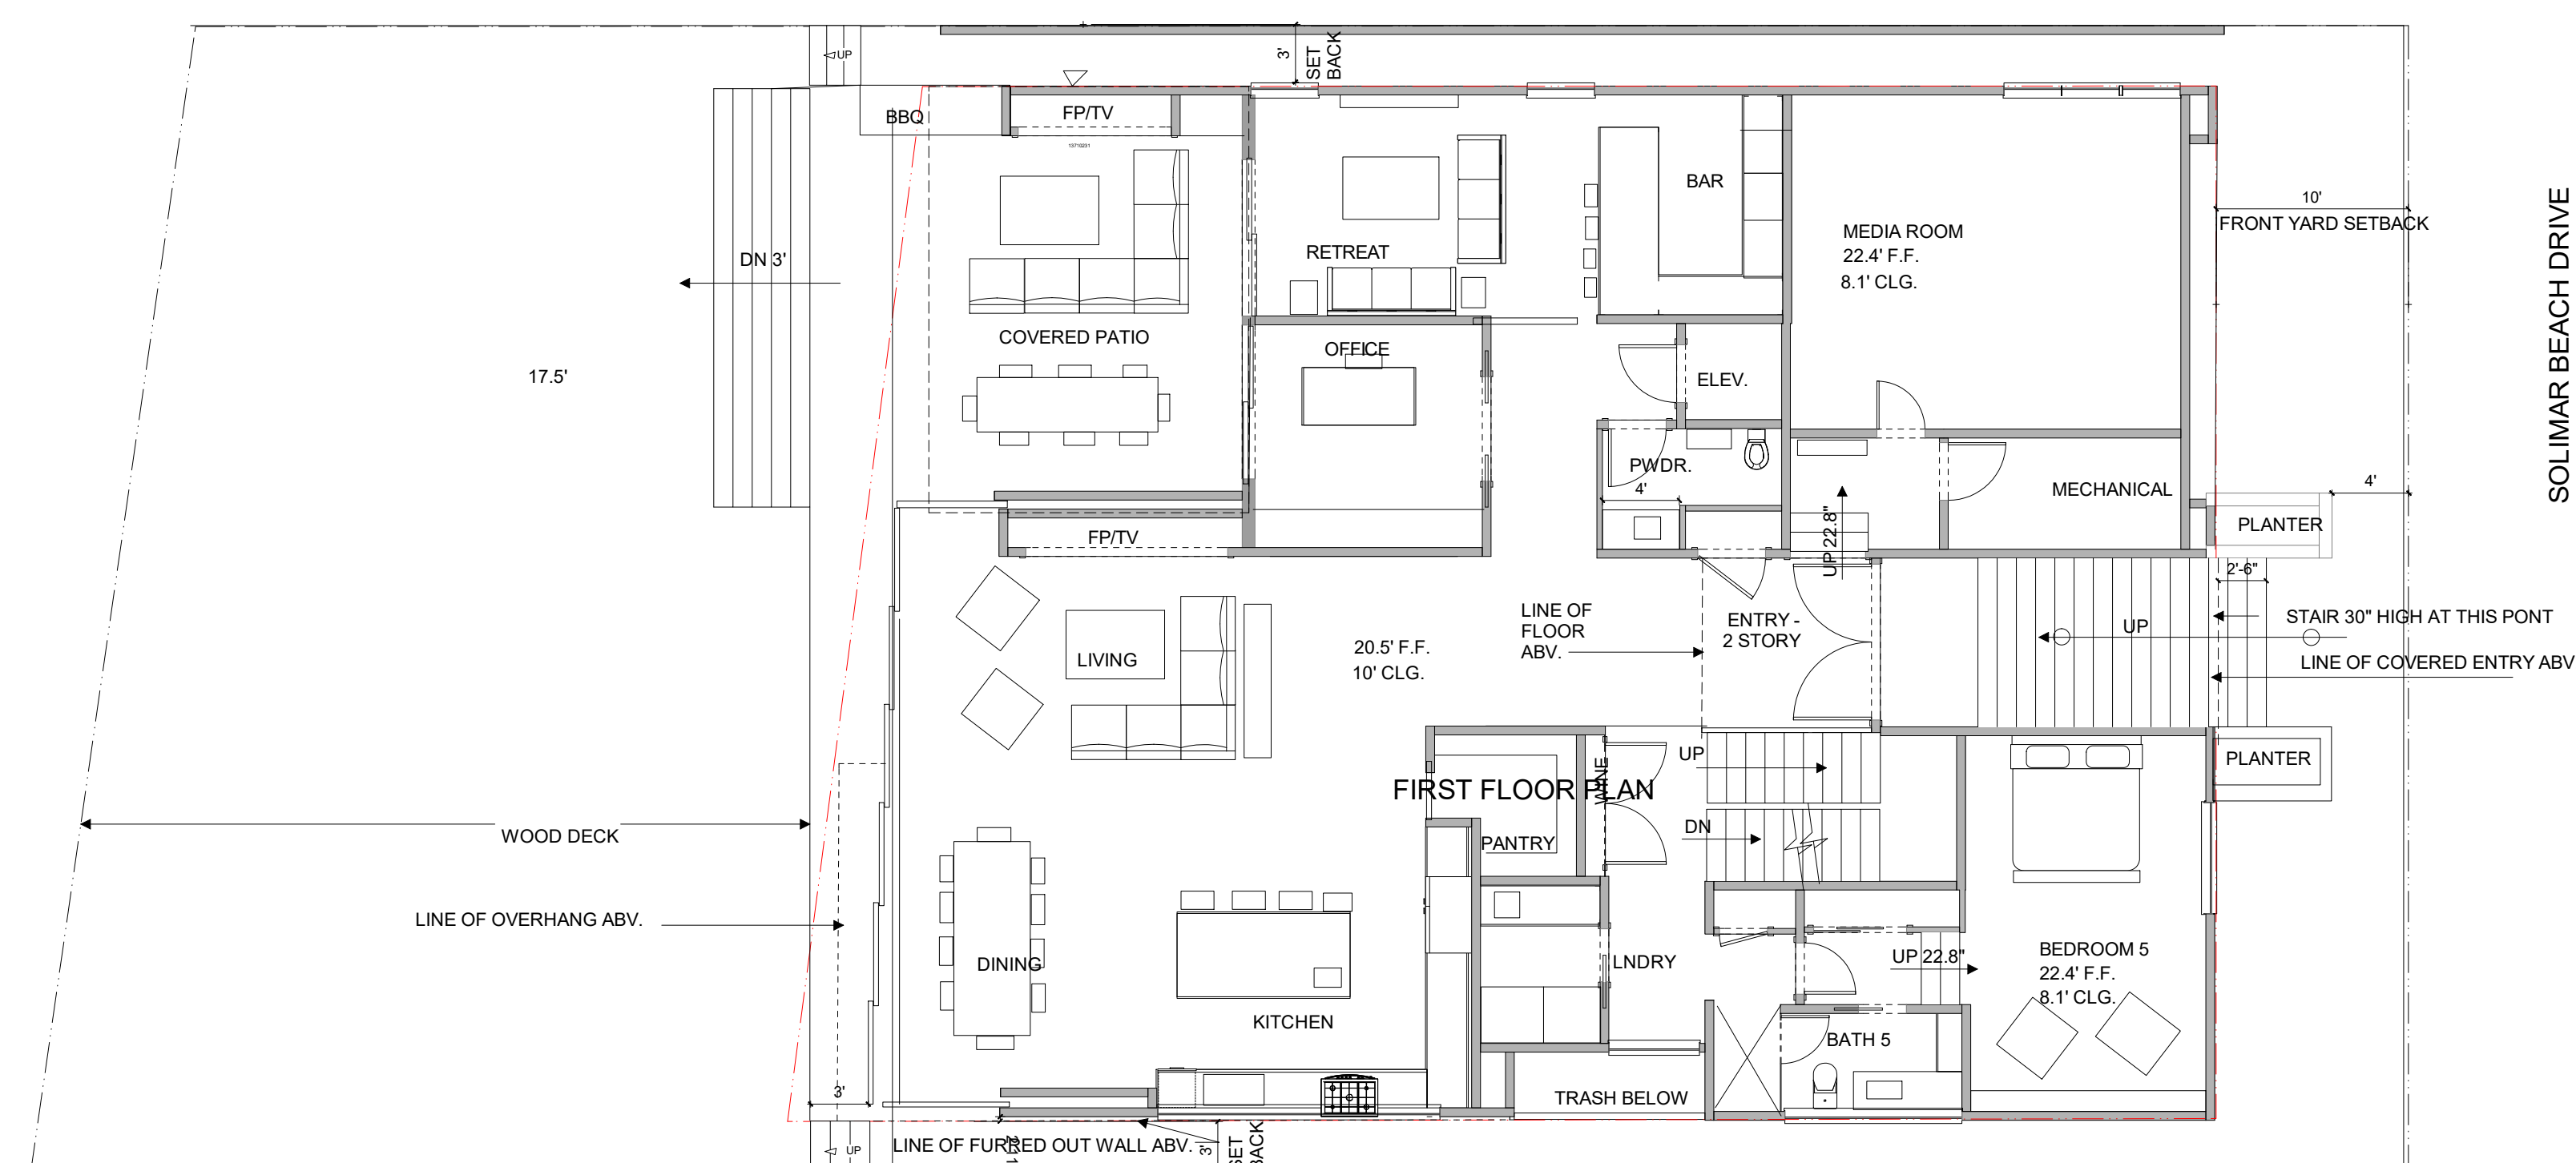 UP
3'
SET
BACK
BBQ
FP/TV
13710231
BAR
10'
FRONT YARD SETBACK
SOLIMAR BEACH DRIVE
MEDIA ROOM
22.4' F.F.
8.1' CLG.
RETREAT
DN 3'
COVERED PATIO
OFFICE
17.5'
ELEV.
PWDR.
4'
MECHANICAL
4'
PLANTER
FP/TV
UP 22.8"
2'-6"
LINE OF
FLOOR
ABV.
ENTRY -
2 STORY
UP
STAIR 30" HIGH AT THIS PONT
LINE OF COVERED ENTRY ABV
20.5' F.F.
10' CLG.
LIVING
UP
PLANTER
FIRST FLOOR PLAN
WINE
DN
PANTRY
WOOD DECK
LINE OF OVERHANG ABV.
DINING
LNDRY
UP 22.8"
BEDROOM 5
22.4' F.F.
8.1' CLG.
KITCHEN
BATH 5
3'
TRASH BELOW
LINE OF FURRED OUT WALL ABV.
3'
SET
BACK
UP